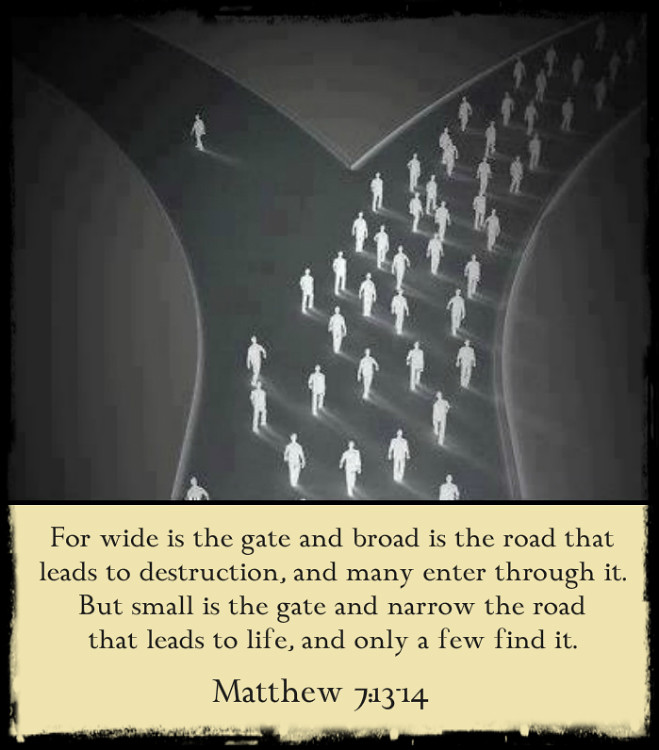 For wide is the gate and broad is the road that
leads to destruction, and many enter through it.
But small is the gate and narrow the road
that leads to life, and only a few find it.
Matthew 7:13-14